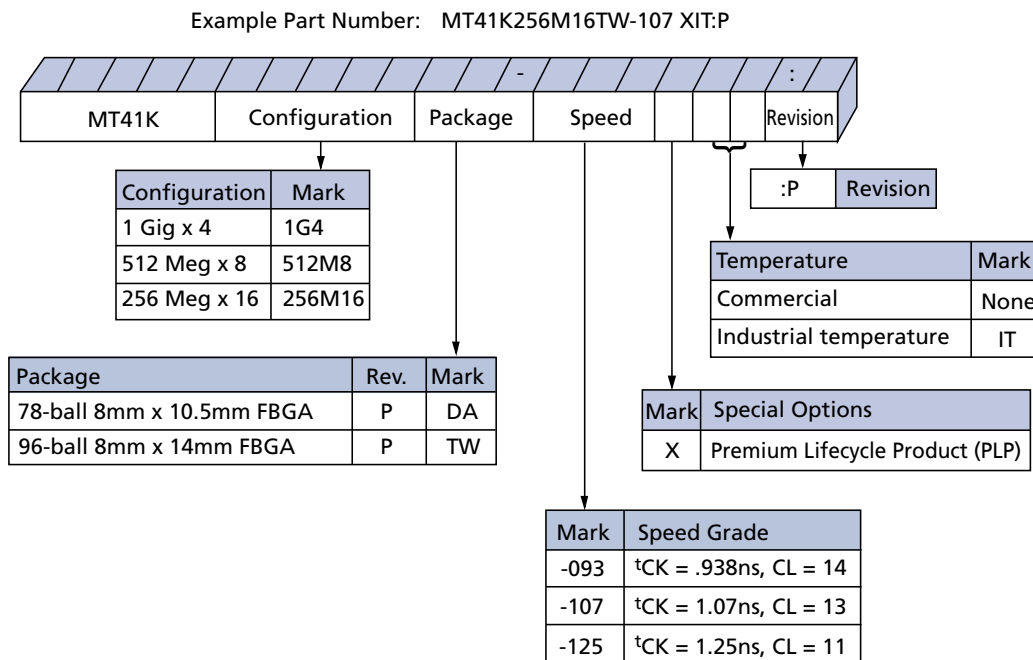 Example Part Number: MT41K256M16TW-107 XIT:P
- :
MT41K Configuration Package Speed Revision
Configuration Mark
1 Gig x 4 1G4
512 Meg x 8 512M8
256 Meg x 16 256M16
:P Revision
Temperature Mark
Commercial None
Industrial temperature IT
Package Rev. Mark
78-ball 8mm x 10.5mm FBGA P DA
96-ball 8mm x 14mm FBGA P TW
Mark Special Options
X Premium Lifecycle Product (PLP)
Mark Speed Grade
-093 tCK = .938ns, CL = 14
-107 tCK = 1.07ns, CL = 13
-125 tCK = 1.25ns, CL = 11